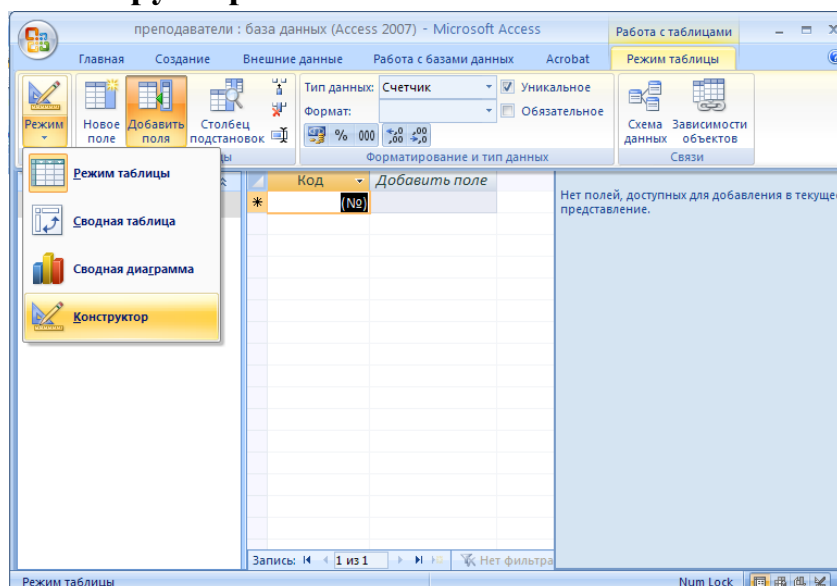 преподаватели : база данных (Access 2007) - Microsoft Access
Работа с таблицами
Главная Создание Внешние данные Работа с базами данных Acrobat Режим таблицы
Режим
Новое поле
Добавить поля
Столбец подстановок
Тип данных: Счетчик
Формат:
Уникальное
Обязательное
% 000
Форматирование и тип данных
Схема данных
Зависимости объектов
Связи
Режим таблицы
Сводная таблица
Сводная диаграмма
Конструктор
Код Добавить поле
(№)
Нет полей, доступных для добавления в текуще
представление.
Запись: 1 из 1 Нет фильтра
Режим таблицы Num Lock